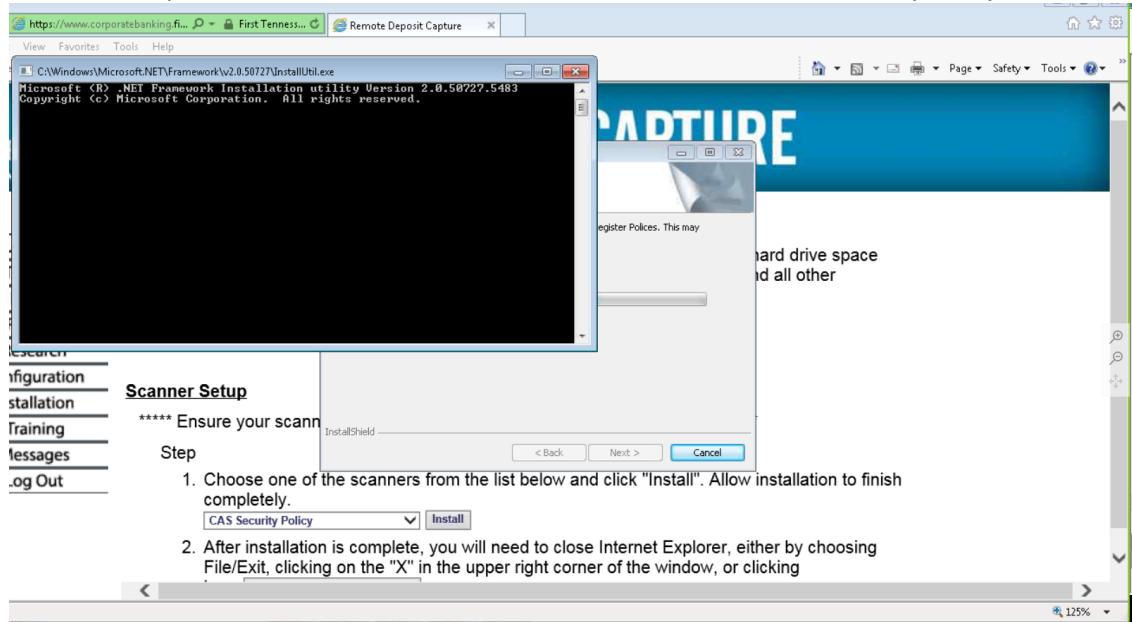 https://www.corporatebanking.fi...
First Tenness...
Remote Deposit Capture
View Favorites Tools Help
C:\Windows\Microsoft.NET\Framework\v2.0.50727\InstallUtil.exe
Page Safety Tools
Microsoft (R) .NET Framework Installation utility Version 2.0.50727.5483
Copyright (c) Microsoft Corporation. All rights reserved.
CAPTURE
egister Polices. This may
hard drive space
nd all other
esearch
nfiguration
stallation
Training
Messages
Log Out
Scanner Setup
***** Ensure your scann
InstallShield
< Back Next > Cancel
Step
1. Choose one of the scanners from the list below and click "Install". Allow installation to finish
completely.
CAS Security Policy Install
2. After installation is complete, you will need to close Internet Explorer, either by choosing
File/Exit, clicking on the "X" in the upper right corner of the window, or clicking
125%